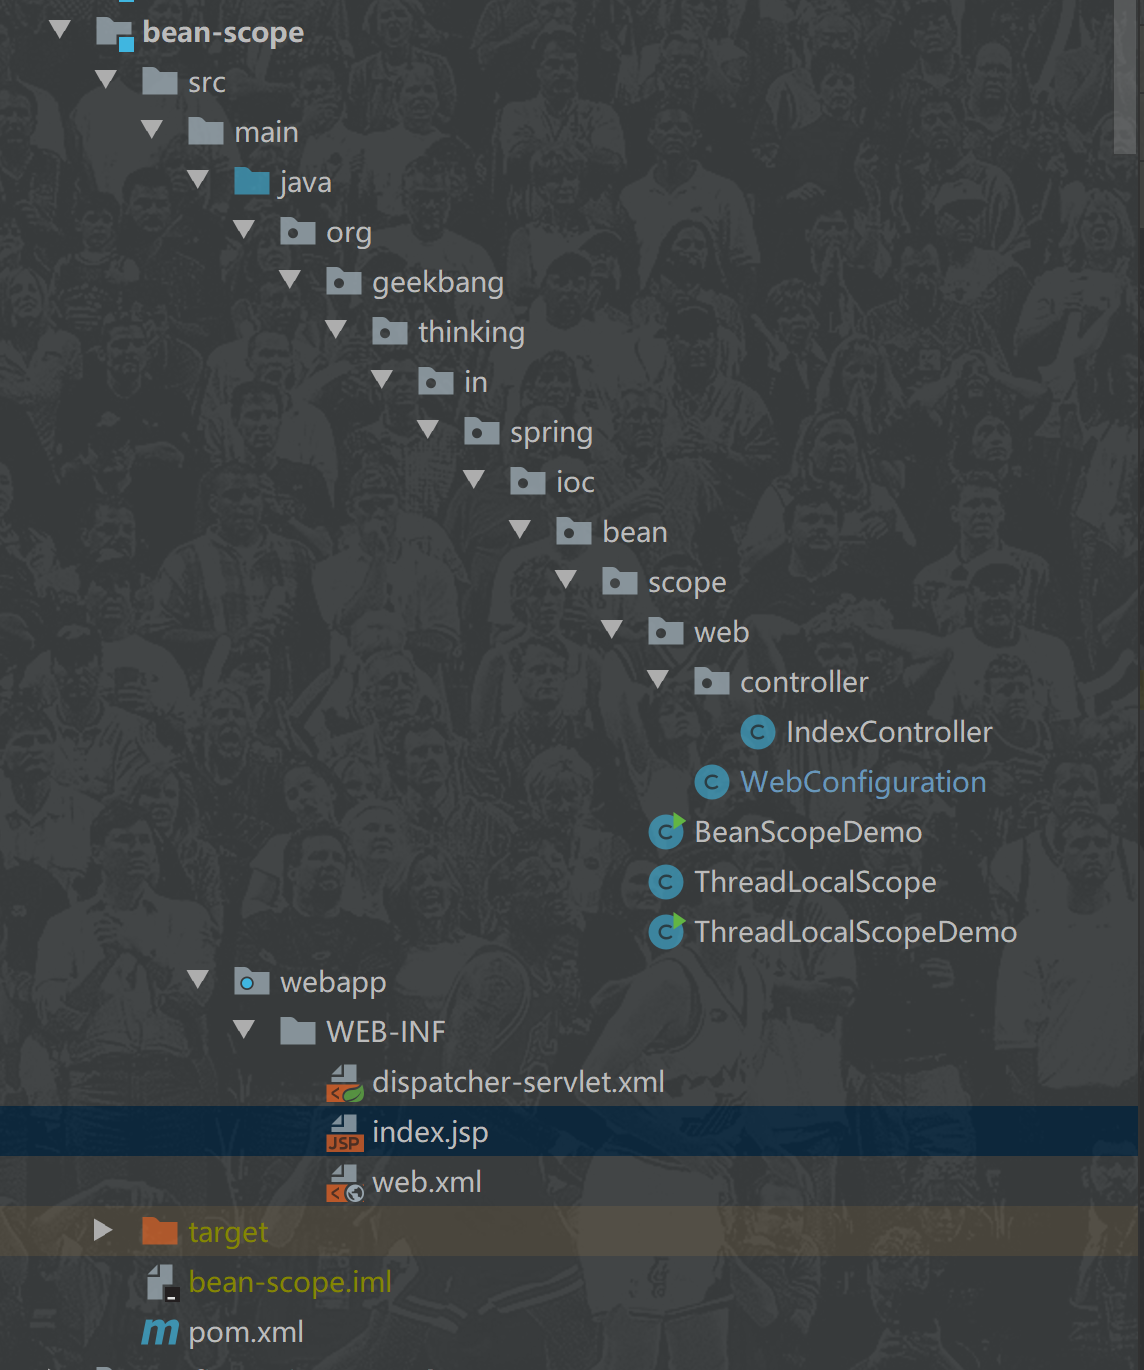 bean-scope
src
main
java
org
geekbang
thinking
in
spring
ioc
bean
scope
web
controller
C IndexController
C WebConfiguration
C BeanScopeDemo
C ThreadLocalScope
C ThreadLocalScopeDemo
webapp
WEB-INF
dispatcher-servlet.xml
JSP index.jsp
web.xml
target
bean-scope.iml
m pom.xml